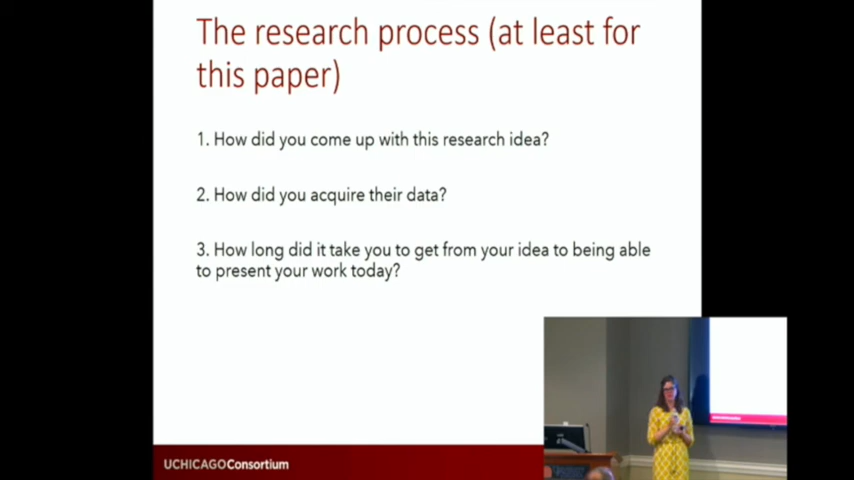 The research process (at least for
this paper)
1. How did you come up with this research idea?
2. How did you acquire their data?
3. How long did it take you to get from your idea to being able
to present your work today?
UCHICAGOConsortium